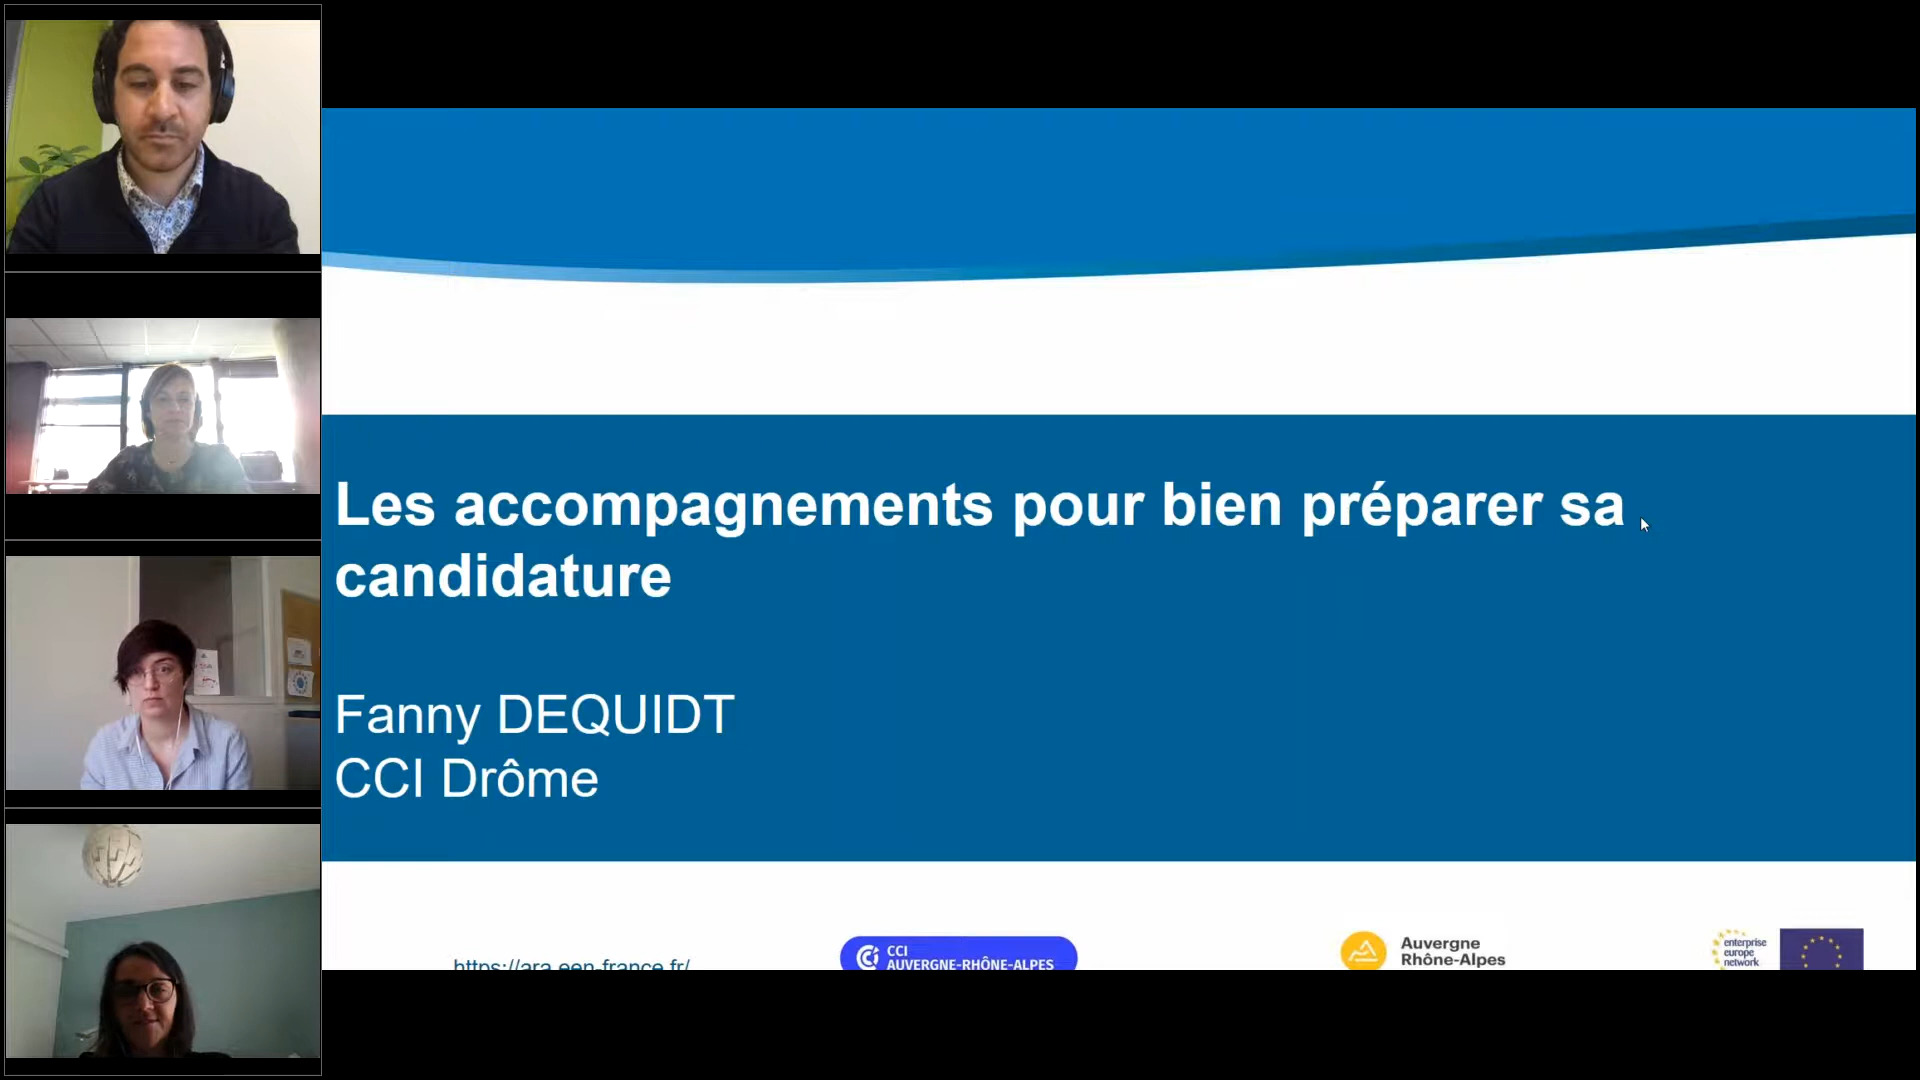 Les accompagnements pour bien préparer sa
candidature
Fanny DEQUIDT
CCI Drôme
https://ara.een-france.fr/
CCI
AUVERGNE-RHÔNE-ALPES
Auvergne
Rhône-Alpes
enterprise
europe
network